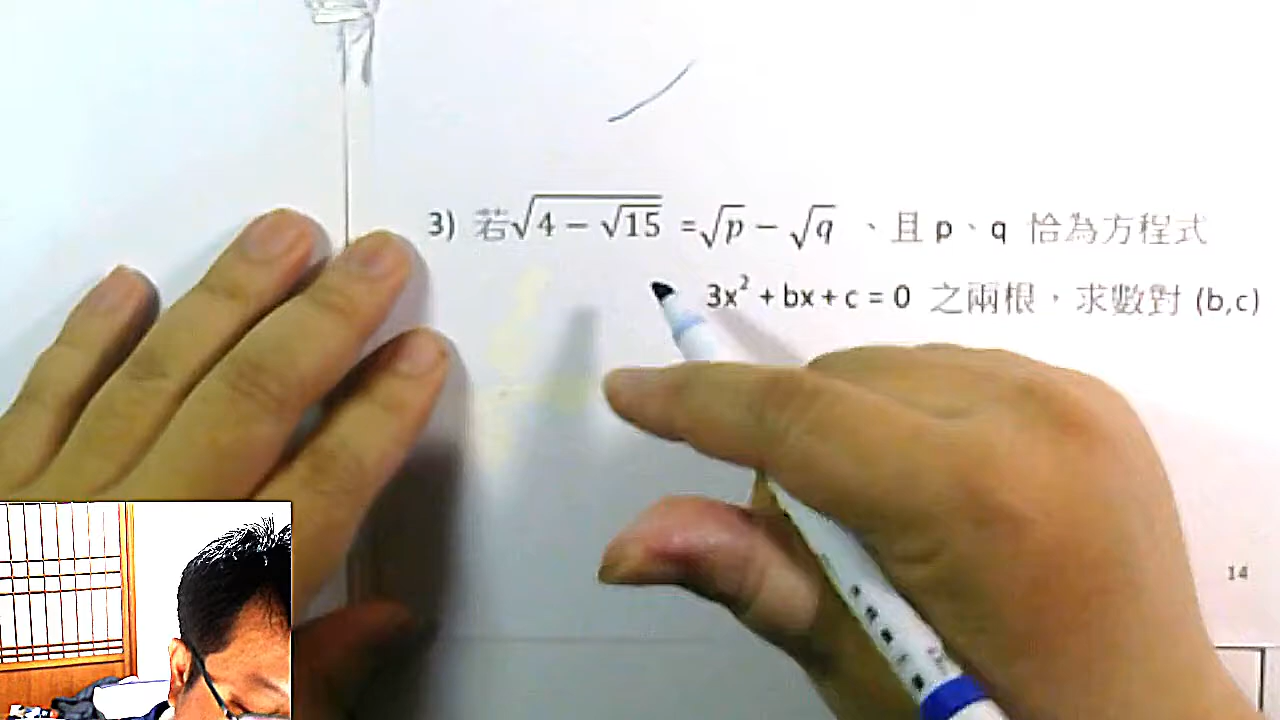 3) 若√(4 − √15) = √p − √q 、且 p、q 恰為方程式
3x² + bx + c = 0 之兩根，求數對 (b,c)
14